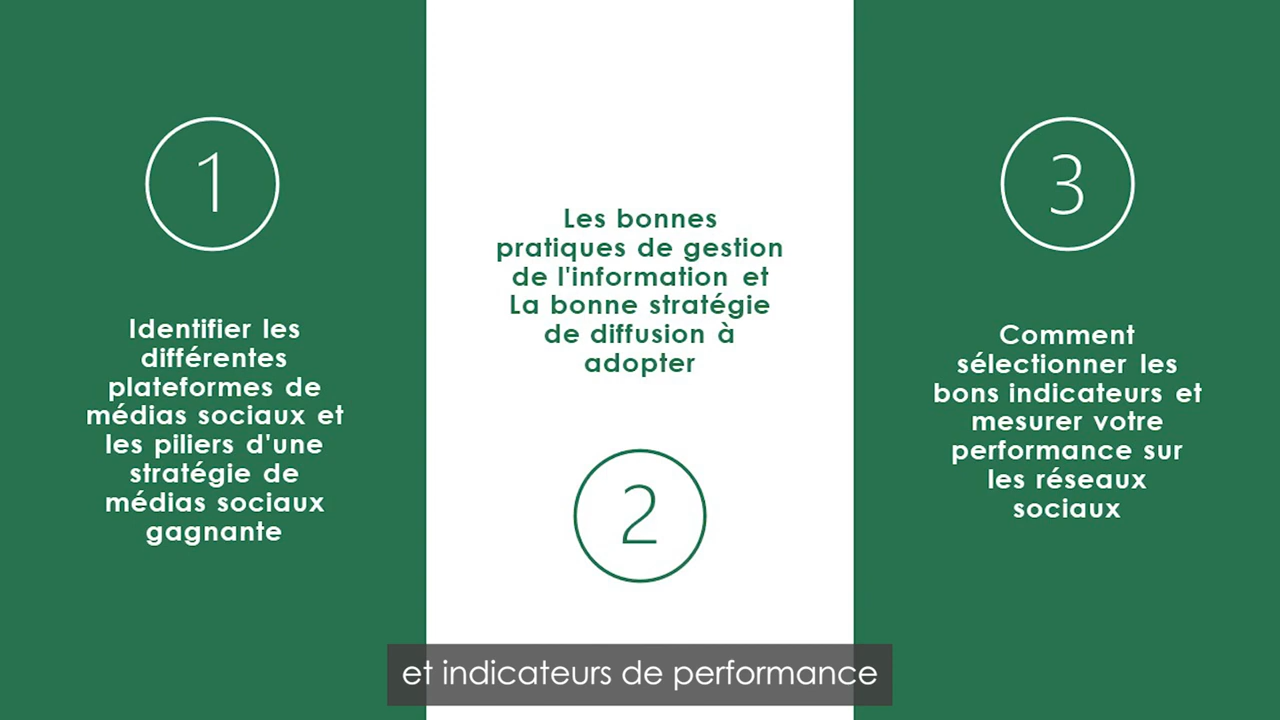 1
Identifier les
différentes
plateformes de
médias sociaux et
les piliers d'une
stratégie de
médias sociaux
gagnante
Les bonnes
pratiques de gestion
de l'information et
La bonne stratégie
de diffusion à
adopter
2
3
Comment
sélectionner les
bons indicateurs et
mesurer votre
performance sur
les réseaux
sociaux
et indicateurs de performance